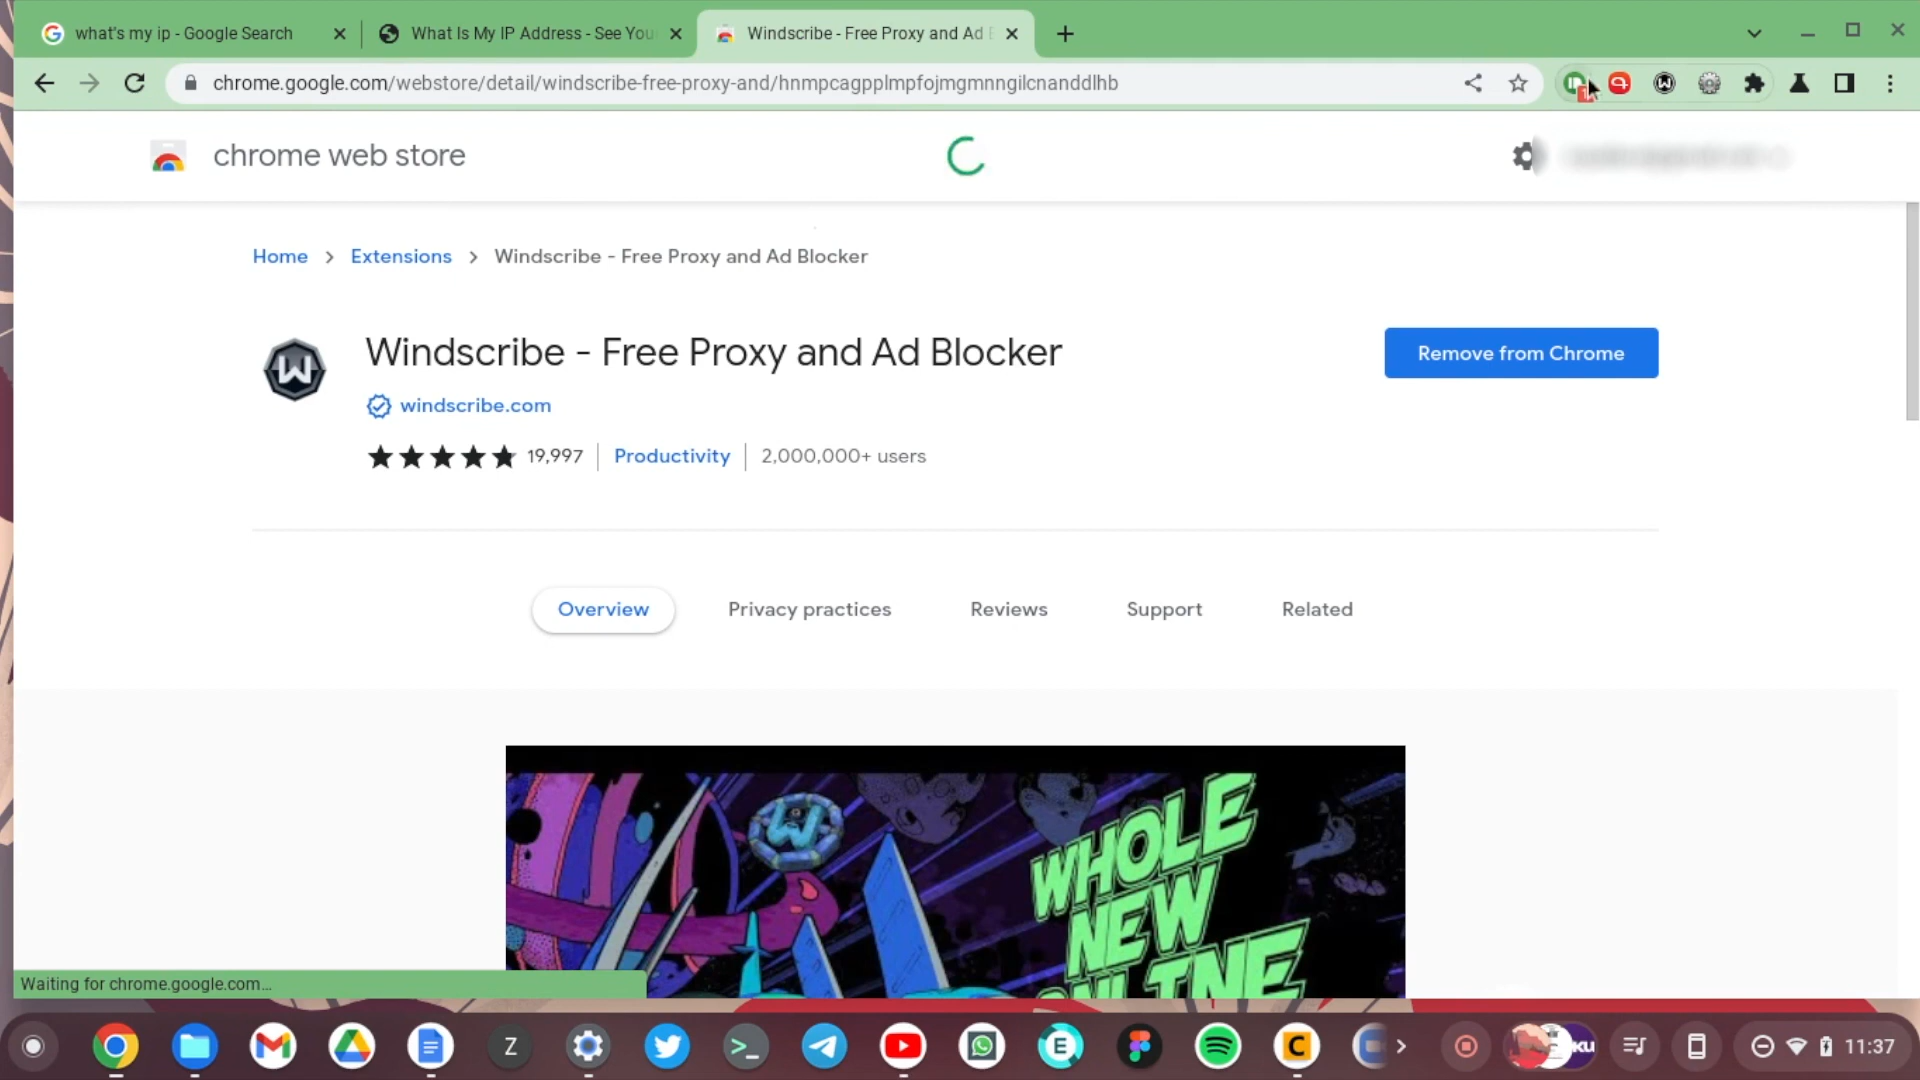 what's my ip - Google Search
What Is My IP Address - See You
Windscribe - Free Proxy and Ad
chrome.google.com/webstore/detail/windscribe-free-proxy-and/hnmpcagpplmpfojmgmnngilcnanddlhb
chrome web store
Home > Extensions > Windscribe - Free Proxy and Ad Blocker
Windscribe - Free Proxy and Ad Blocker
Remove from Chrome
windscribe.com
19,997 | Productivity | 2,000,000+ users
Overview Privacy practices Reviews Support Related
WHOLE
NEW
ONLINE
Waiting for chrome.google.com...
Z
E
C
KU
11:37